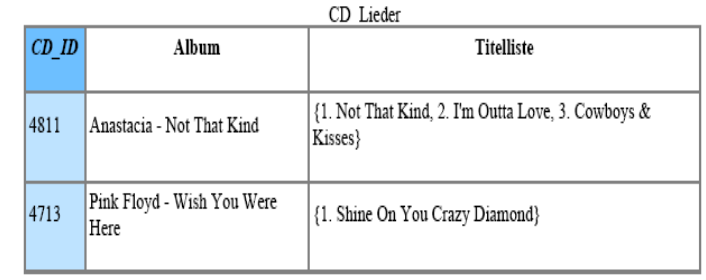 CD Lieder
CD_ID Album Titelliste
4811 Anastacia - Not That Kind {1. Not That Kind, 2. I'm Outta Love, 3. Cowboys &
Kisses}
4713 Pink Floyd - Wish You Were
Here {1. Shine On You Crazy Diamond}